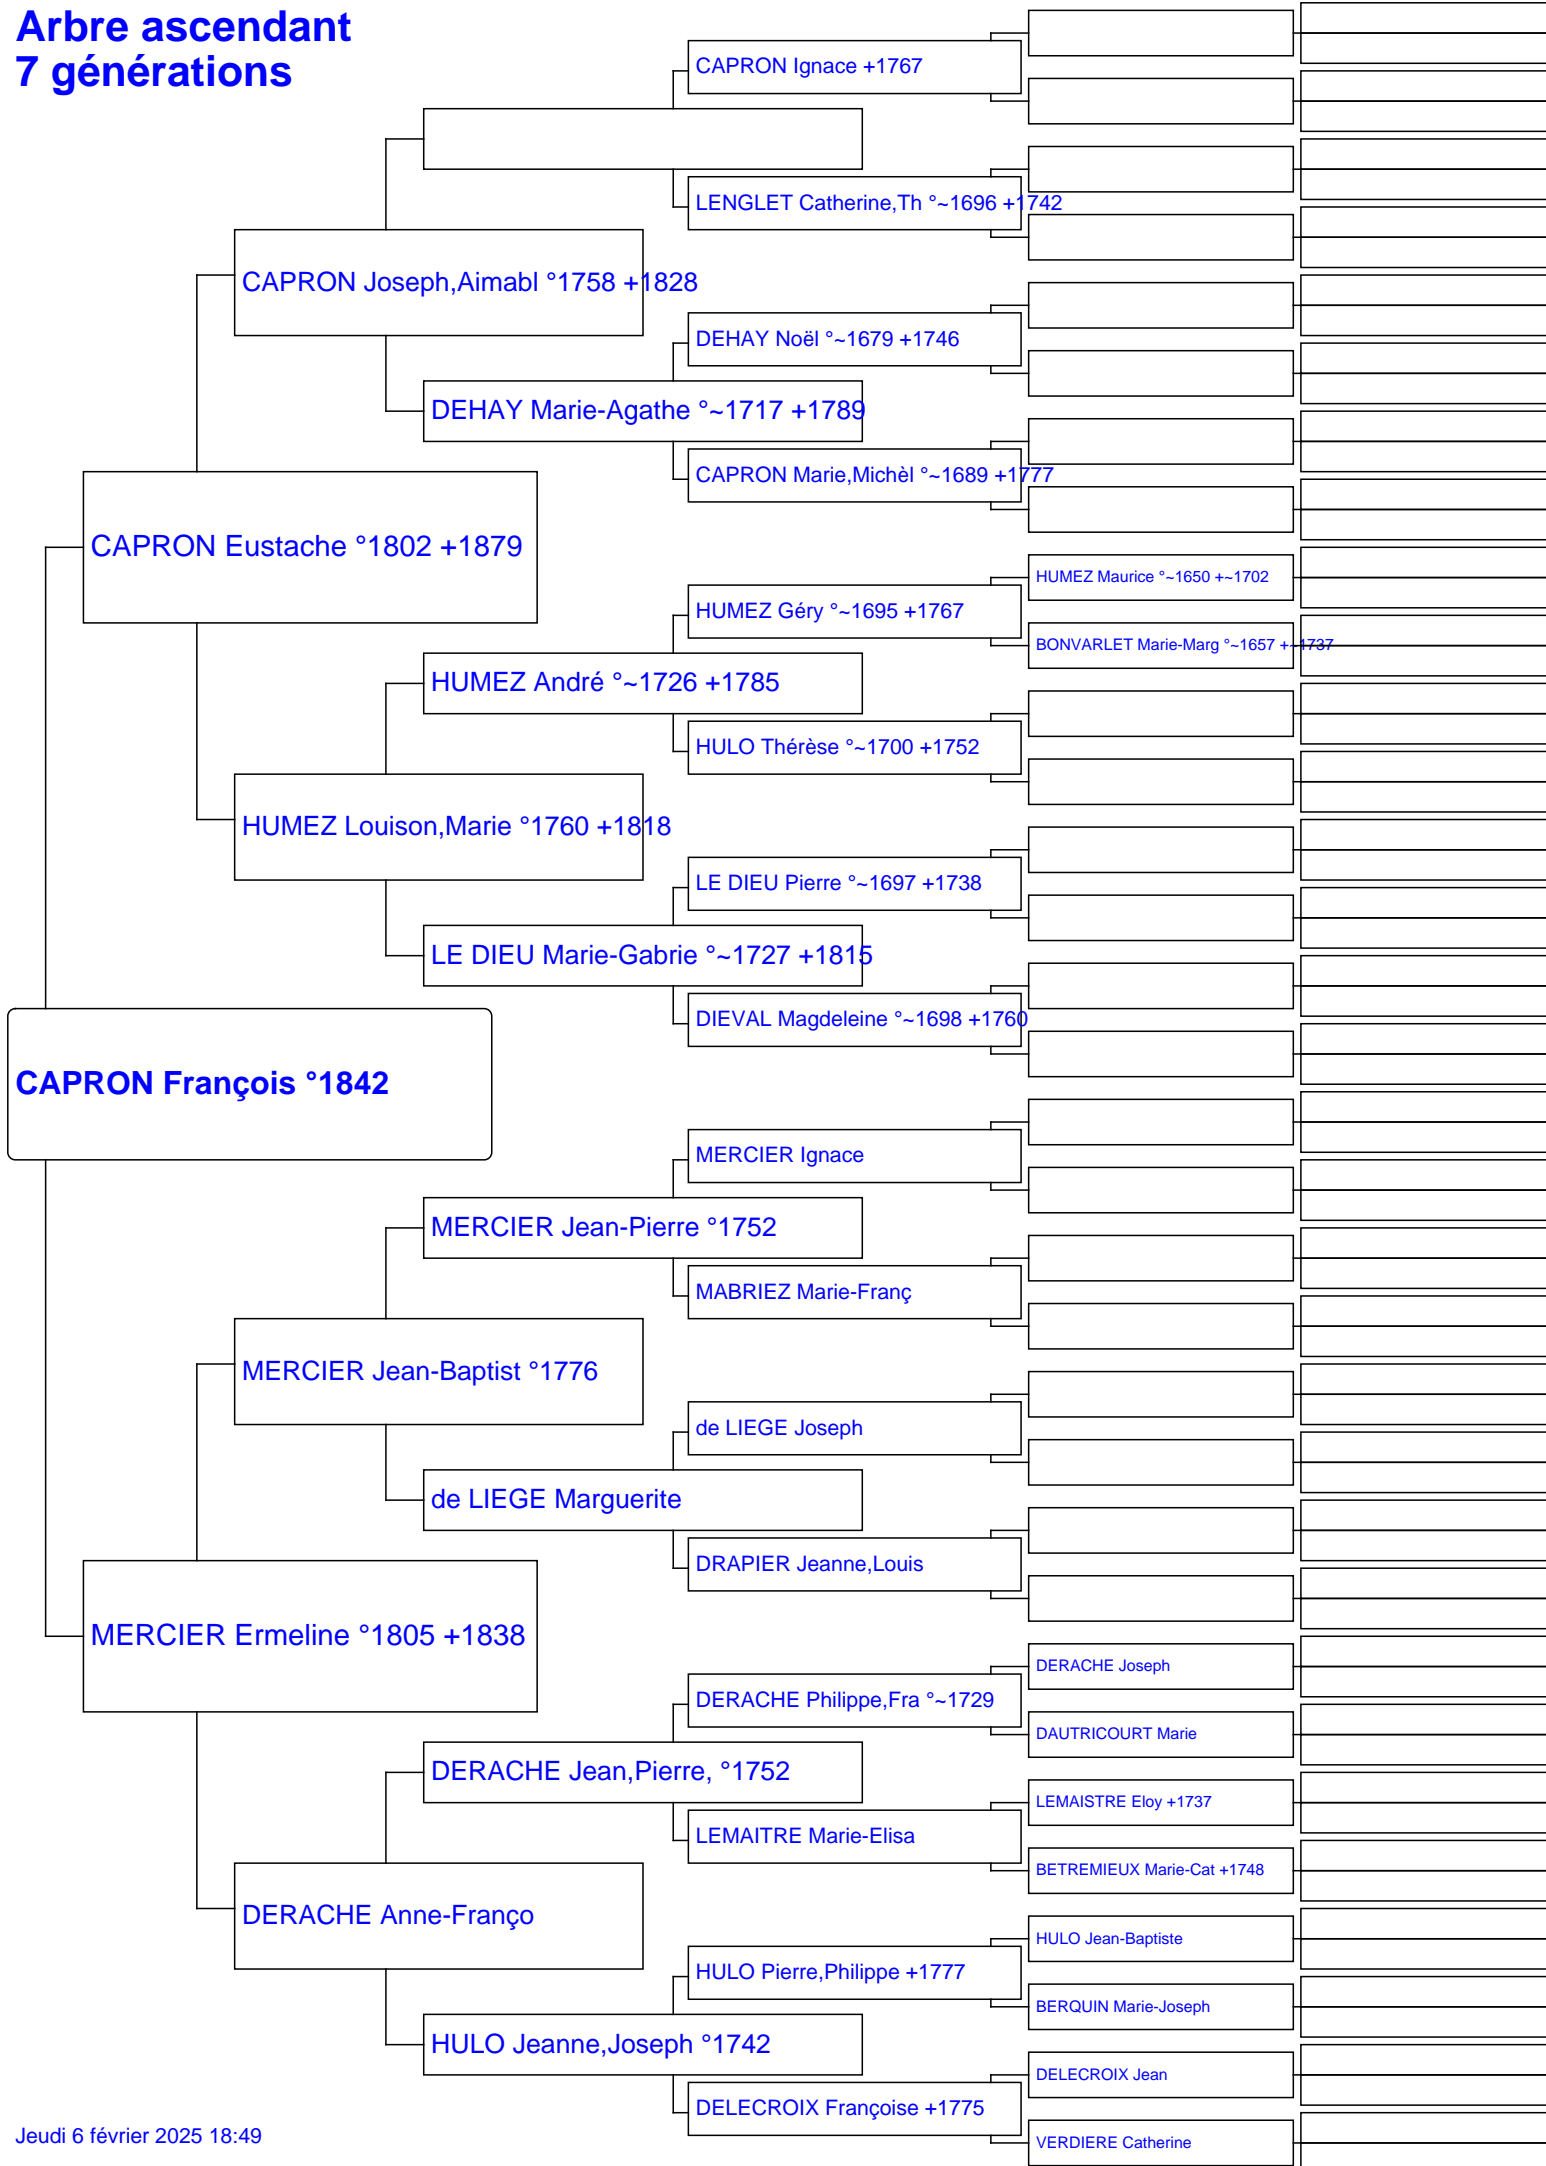 Arbre ascendant
7 générations
CAPRON Ignace +1767
LENGLET Catherine,Th °~1696 +1742
CAPRON Joseph,Aimabl °1758 +1828
DEHAY Noël °~1679 +1746
DEHAY Marie-Agathe °~1717 +1789
CAPRON Marie,Michèl °~1689 +1777
CAPRON Eustache °1802 +1879
HUMEZ Maurice °~1650 +~1702
HUMEZ Géry °~1695 +1767
BONVARLET Marie-Marg °~1657 +~1737
HUMEZ André °~1726 +1785
HULO Thérèse °~1700 +1752
HUMEZ Louison,Marie °1760 +1818
LE DIEU Pierre °~1697 +1738
LE DIEU Marie-Gabrie °~1727 +1815
DIEVAL Magdeleine °~1698 +1760
CAPRON François °1842
MERCIER Ignace
MERCIER Jean-Pierre °1752
MABRIEZ Marie-Franç
MERCIER Jean-Baptist °1776
de LIEGE Joseph
de LIEGE Marguerite
DRAPIER Jeanne,Louis
MERCIER Ermeline °1805 +1838
DERACHE Joseph
DERACHE Philippe,Fra °~1729
DAUTRICOURT Marie
DERACHE Jean,Pierre, °1752
LEMAISTRE Eloy +1737
LEMAITRE Marie-Elisa
BETREMIEUX Marie-Cat +1748
DERACHE Anne-Franço
HULO Jean-Baptiste
HULO Pierre,Philippe +1777
BERQUIN Marie-Joseph
HULO Jeanne,Joseph °1742
DELECROIX Jean
DELECROIX Françoise +1775
VERDIERE Catherine
Jeudi 6 février 2025 18:49